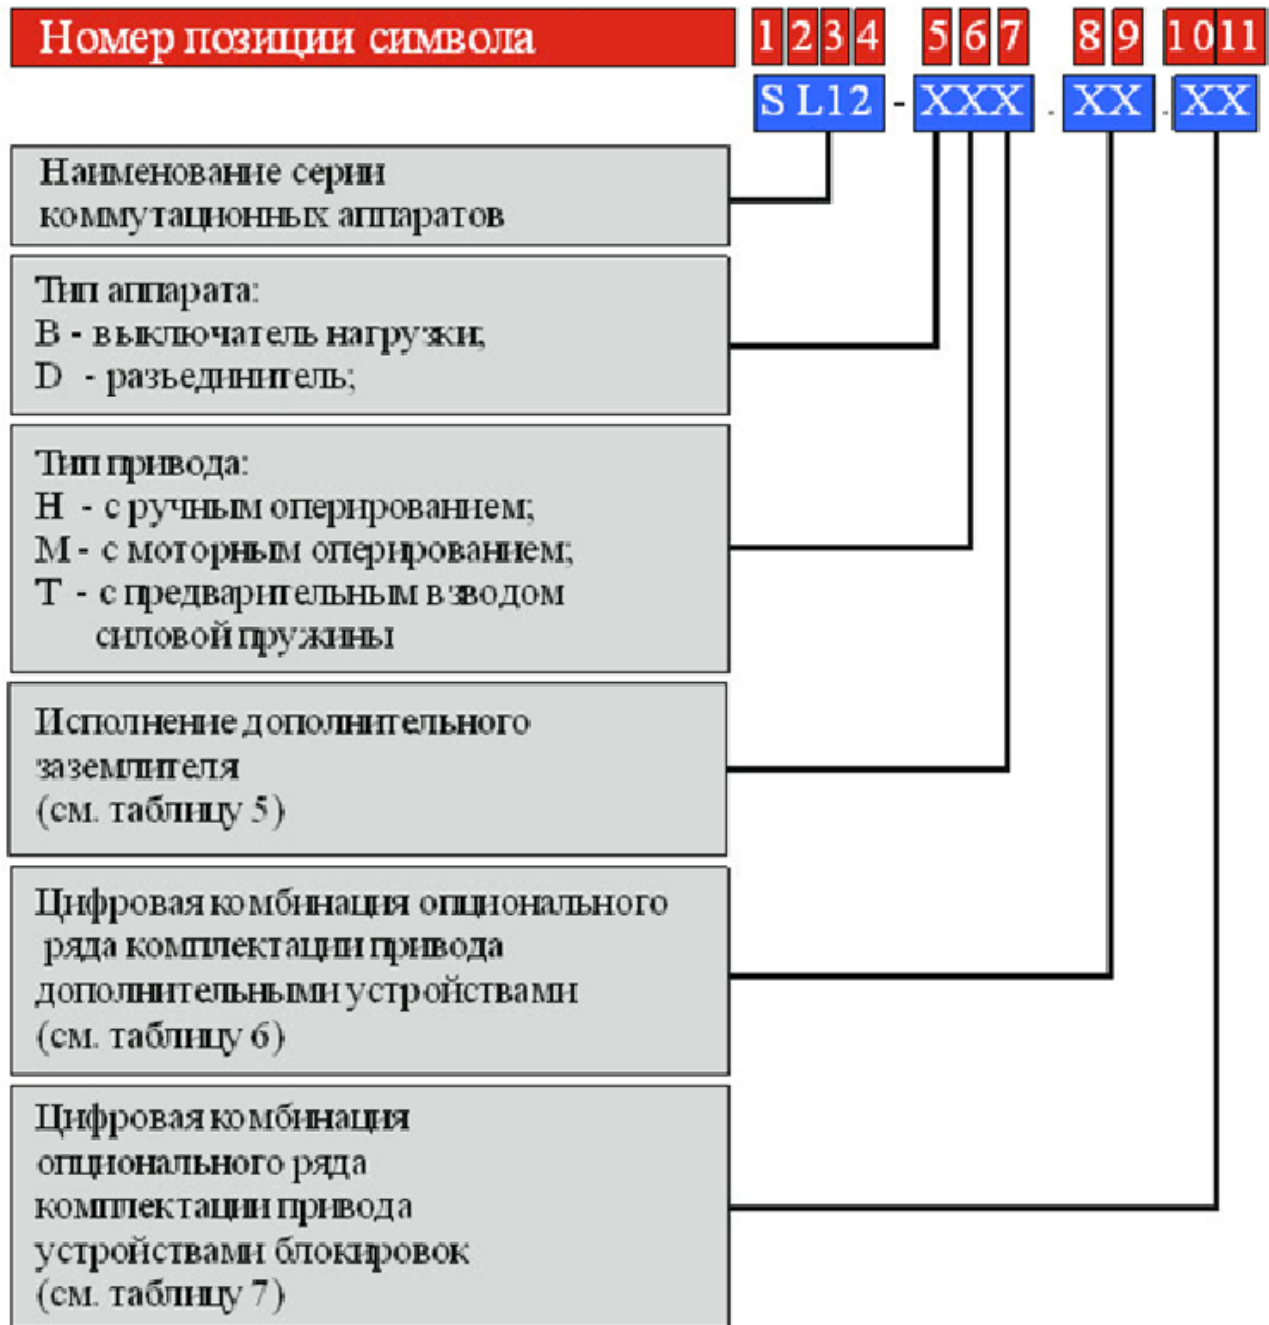 Номер позиции символа 1 2 3 4 5 6 7 8 9 10 11
SL12 - XXX . XX . XX
Наименование серии
коммутационных аппаратов
Тип аппарата:
В - выключатель нагрузки;
D - разьединитель;
Тип привода:
Н - с ручным оперированием;
М - с моторным оперированием;
Т - с предварительным взводом
силовой пружины
Исполнение дополнительного
заземлителя
(см. таблицу 5)
Цифровая комбинация опционального
ряда комплектации привода
дополнительными устройствами
(см. таблицу 6)
Цифровая комбинация
опционального ряда
комплектации привода
устройствами блокировок
(см. таблицу 7)